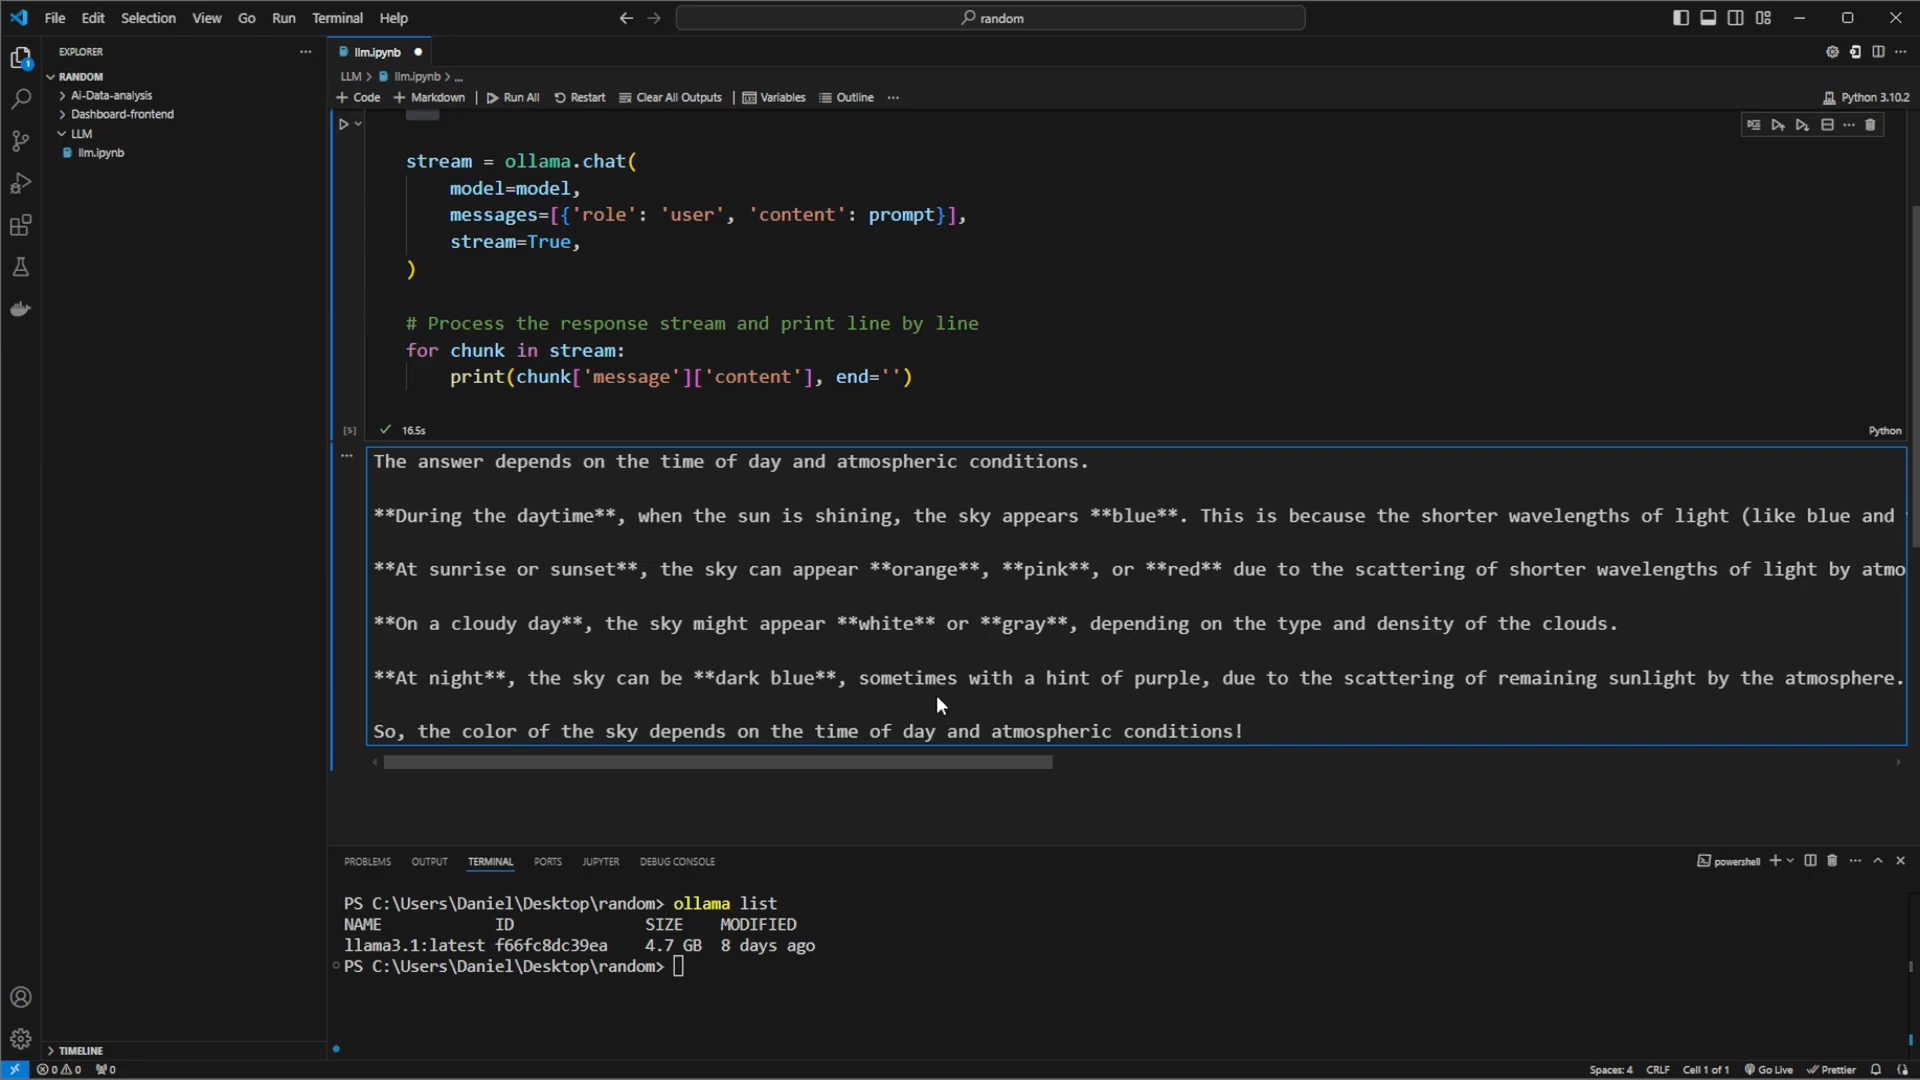 File Edit Selection View Go Run Terminal Help
random
EXPLORER
RANDOM
Ai-Data-analysis
Dashboard-frontend
LLM
llm.ipynb
llm.ipynb
LLM > llm.ipynb > ...
+ Code + Markdown | Run All Restart Clear All Outputs | Variables Outline ...
Python 3.10.2
stream = ollama.chat(
model=model,
messages=[{'role': 'user', 'content': prompt}],
stream=True,
)
# Process the response stream and print line by line
for chunk in stream:
print(chunk['message']['content'], end='')
[5] 16.5s
Python
The answer depends on the time of day and atmospheric conditions.
**During the daytime**, when the sun is shining, the sky appears **blue**. This is because the shorter wavelengths of light (like blue and
**At sunrise or sunset**, the sky can appear **orange**, **pink**, or **red** due to the scattering of shorter wavelengths of light by atmo
**On a cloudy day**, the sky might appear **white** or **gray**, depending on the type and density of the clouds.
**At night**, the sky can be **dark blue**, sometimes with a hint of purple, due to the scattering of remaining sunlight by the atmosphere.
So, the color of the sky depends on the time of day and atmospheric conditions!
PROBLEMS OUTPUT TERMINAL PORTS JUPYTER DEBUG CONSOLE
powershell
PS C:\Users\Daniel\Desktop\random> ollama list
NAME ID SIZE MODIFIED
llama3.1:latest f66fc8dc39ea 4.7 GB 8 days ago
PS C:\Users\Daniel\Desktop\random>
TIMELINE
0 0 0
Spaces: 4 CRLF Cell 1 of 1 Go Live Prettier